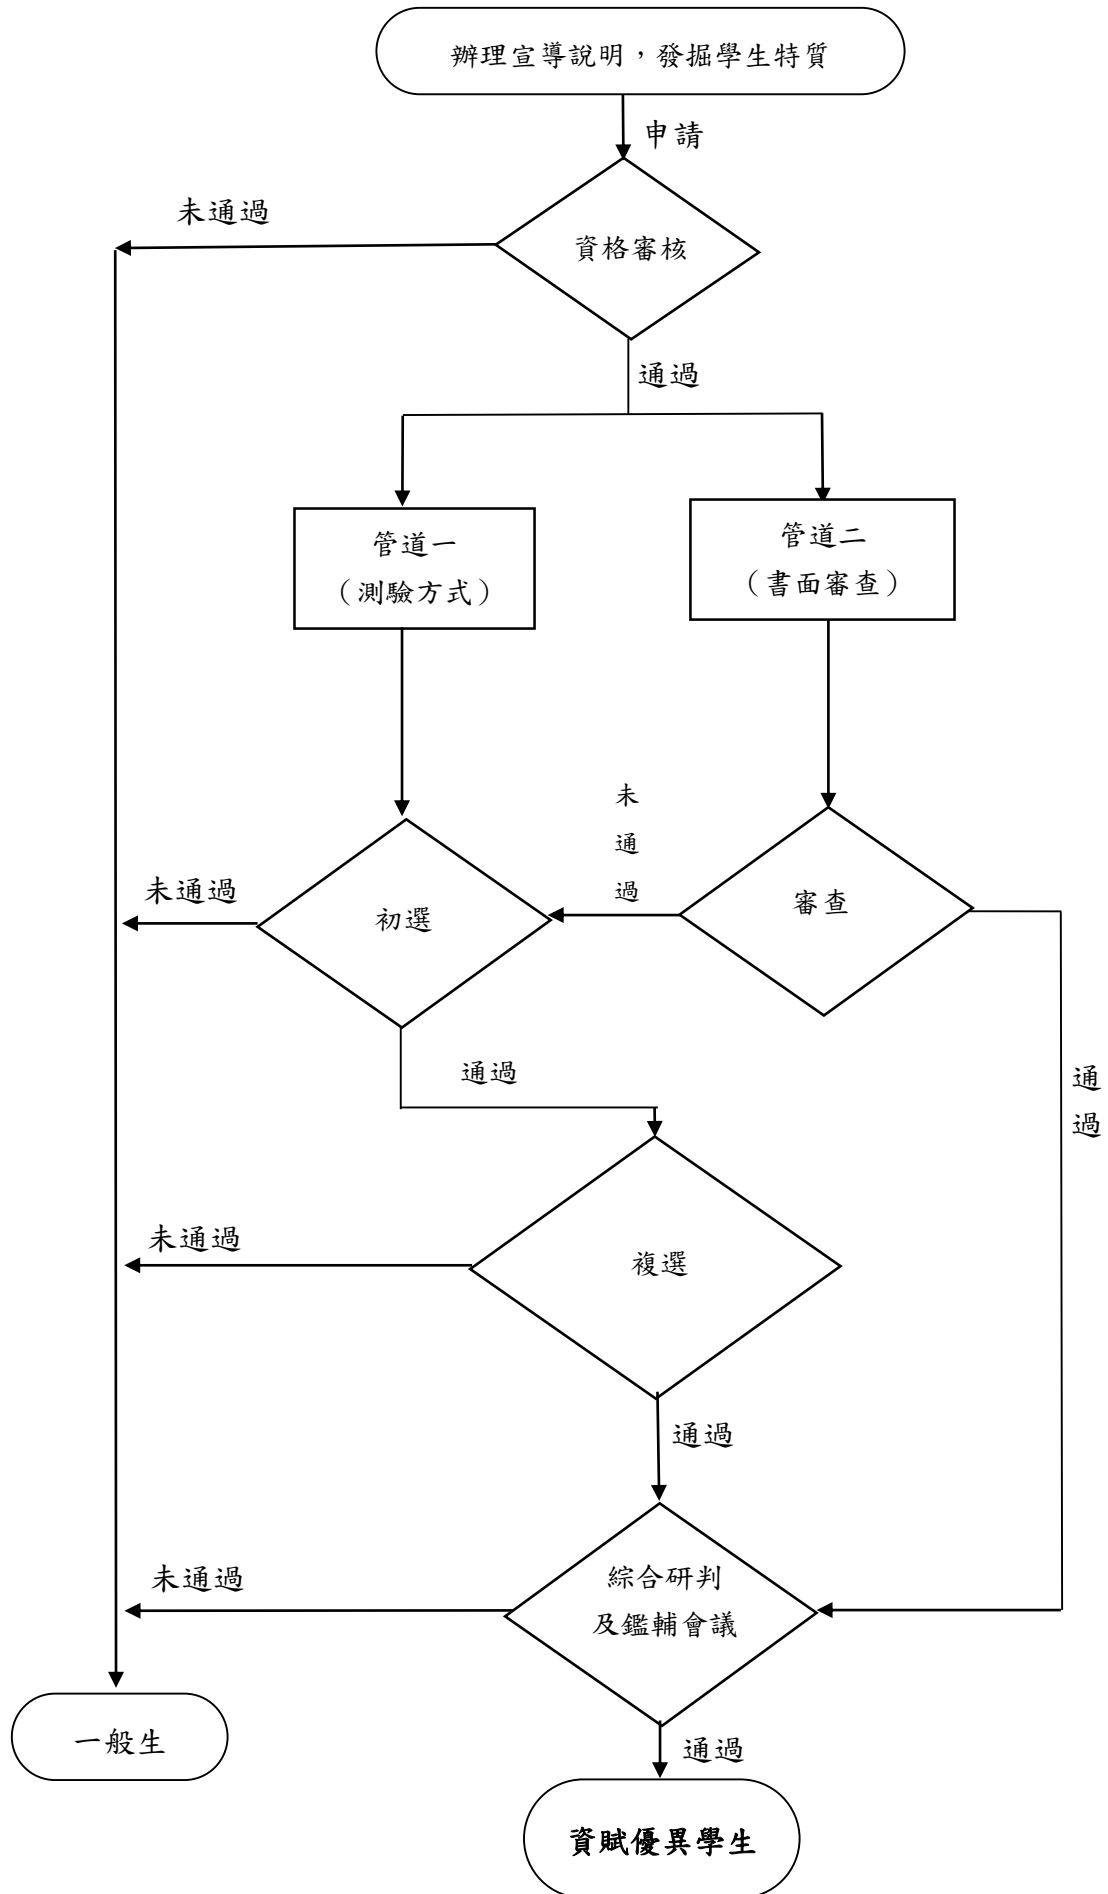 辦理宣導說明，發掘學生特質
申請
未通過
資格審核
通過
管道一
（測驗方式）
管道二
（書面審查）
未
通
過
未通過
初選
審查
通過
通
過
未通過
複選
通過
未通過
綜合研判
及鑑輔會議
一般生
通過
資賦優異學生